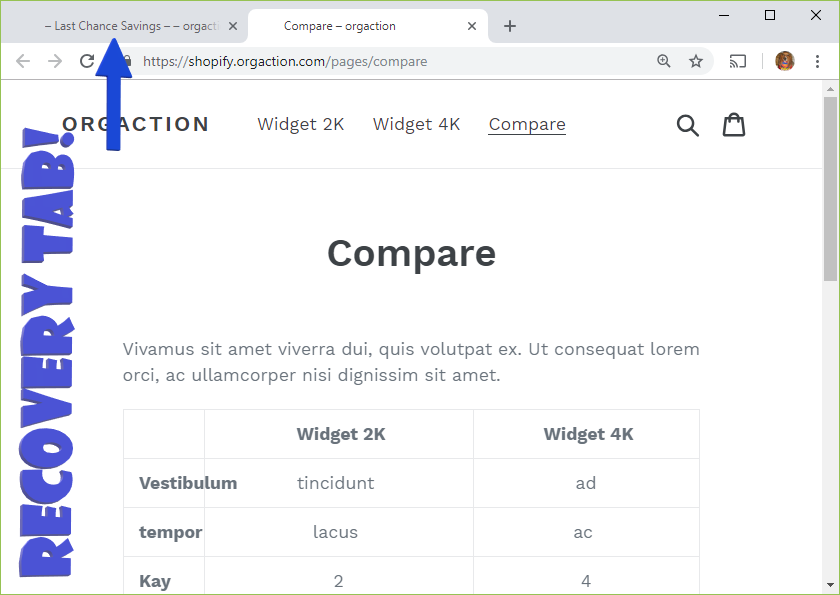 – Last Chance Savings – – orgact
Compare – orgaction
https://shopify.orgaction.com/pages/compare
ORGACTION
Widget 2K
Widget 4K
Compare
RECOVERY TAB!
Compare
Vivamus sit amet viverra dui, quis volutpat ex. Ut consequat lorem
orci, ac ullamcorper nisi dignissim sit amet.
Widget 2K Widget 4K
Vestibulum tincidunt ad
tempor lacus ac
Kay 2 4